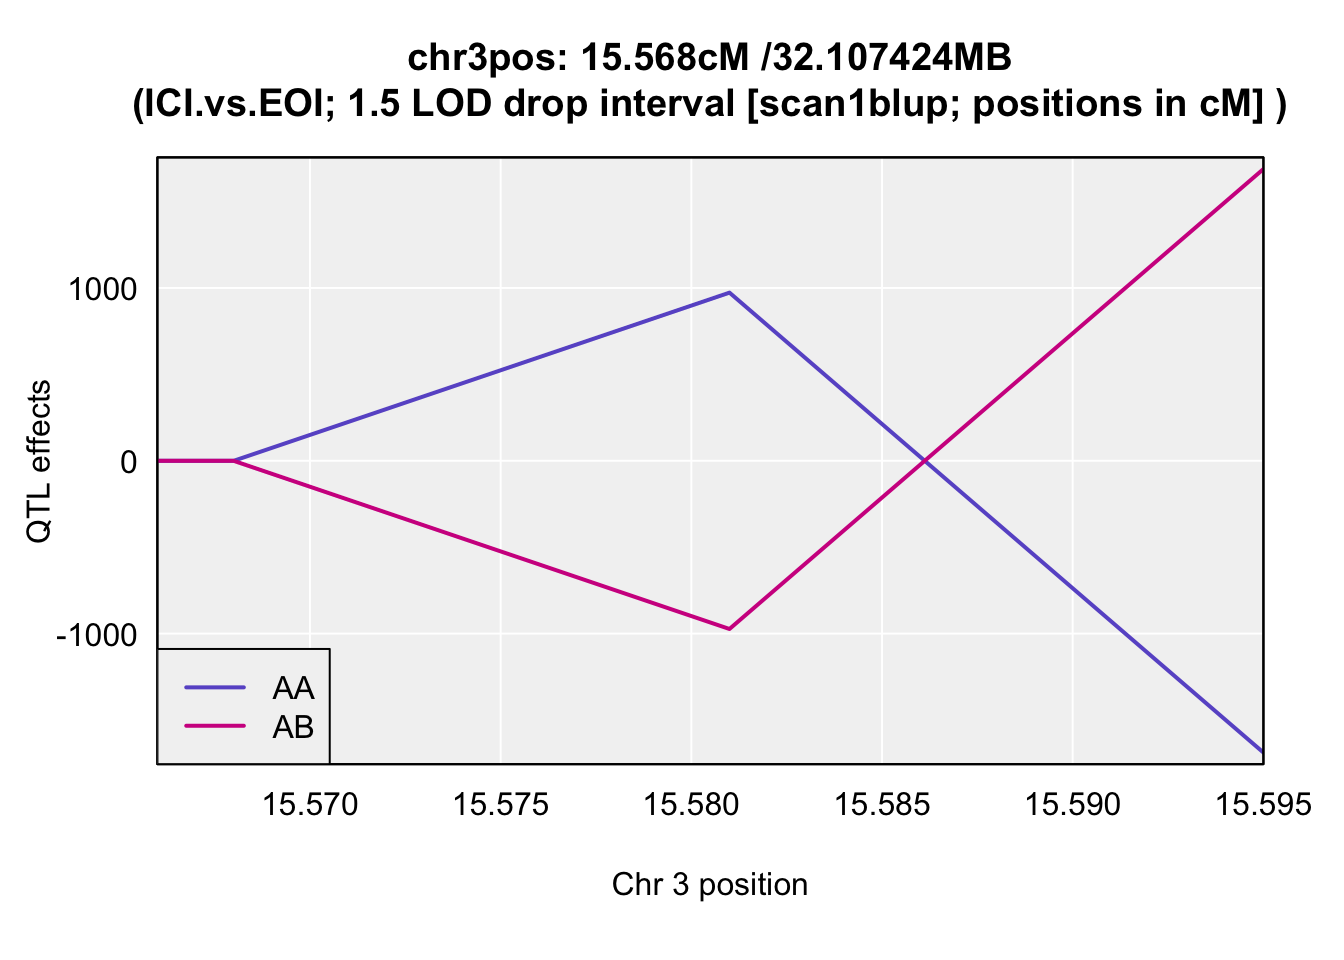 chr3pos: 15.568cM /32.107424MB
(ICI.vs.EOI; 1.5 LOD drop interval [scan1blup; positions in cM] )
QTL effects
1000
0
-1000
AA
AB
15.570 15.575 15.580 15.585 15.590 15.595
Chr 3 position